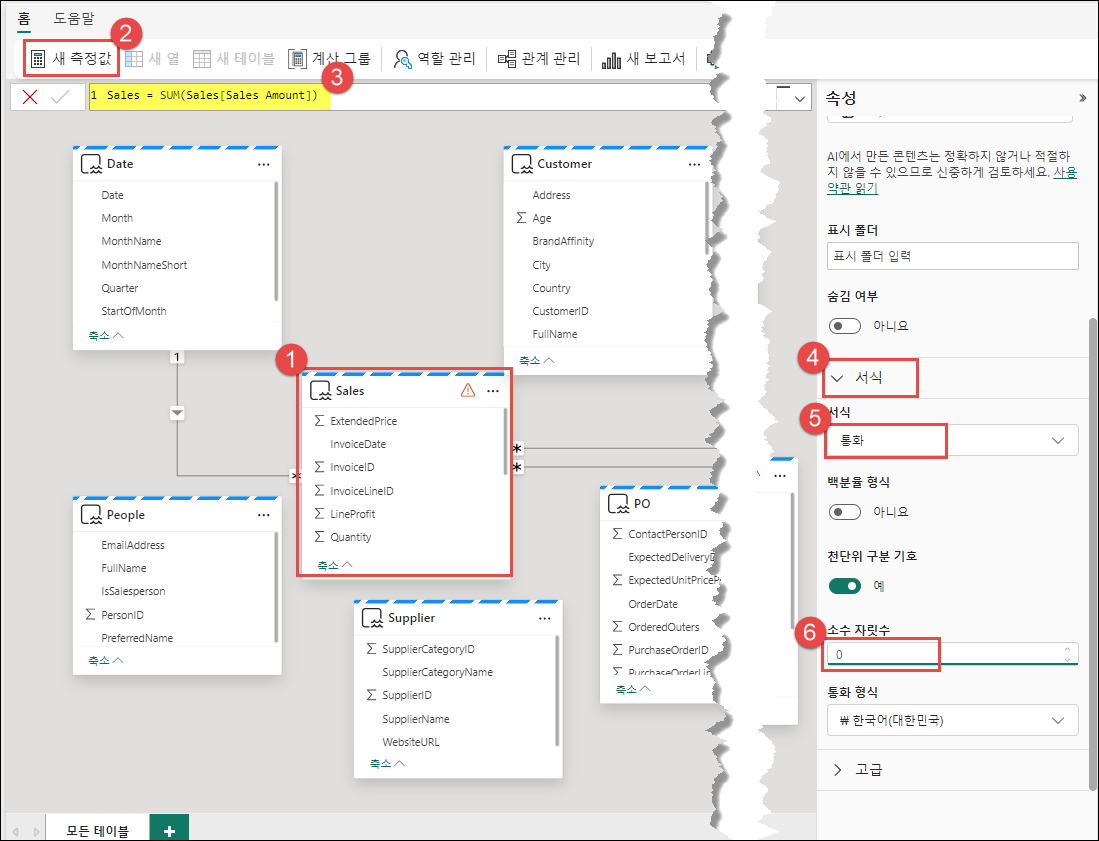 홈 도움말
2
새 측정값 새 열 새 테이블 계산 그룹 역할 관리 관계 관리 새 보고서
3
1 Sales = SUM(Sales[Sales Amount])
Date
Date
Month
MonthName
MonthNameShort
Quarter
StartOfMonth
축소
1
Customer
Address
Age
BrandAffinity
City
Country
CustomerID
FullName
축소
1
Sales
ExtendedPrice
InvoiceDate
InvoiceID
InvoiceLineID
LineProfit
Quantity
축소
People
EmailAddress
FullName
IsSalesperson
PersonID
PreferredName
축소
Supplier
SupplierCategoryID
SupplierCategoryName
SupplierID
SupplierName
WebsiteURL
축소
PO
ContactPersonID
ExpectedDeliveryD
ExpectedUnitPriceP
OrderDate
OrderedOuters
PurchaseOrderID
PurchaseOrderLin
축소
모든 테이블 +
속성
AI에서 만든 콘텐츠는 정확하지 않거나 적절하
지 않을 수 있으므로 신중하게 검토하세요. 사용
약관 읽기
표시 폴더
표시 폴더 입력
숨김 여부
아니요
4
서식
서식
5
통화
백분율 형식
아니요
천단위 구분 기호
예
6
소수 자릿수
0
통화 형식
₩ 한국어(대한민국)
고급